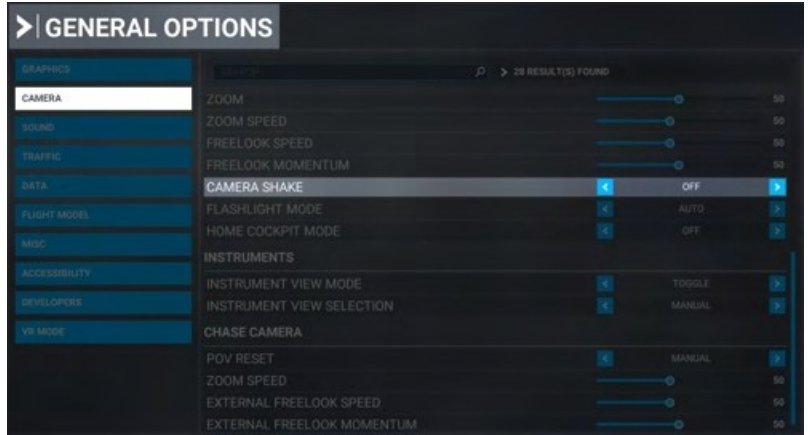 GENERAL OPTIONS
GRAPHICS
CAMERA
SOUND
TRAFFIC
DATA
FLIGHT MODEL
MISC
ACCESSIBILITY
DEVELOPERS
VR MODE
SEARCH
28 RESULT(S) FOUND
ZOOM 50
ZOOM SPEED 50
FREELOOK SPEED 50
FREELOOK MOMENTUM 50
CAMERA SHAKE OFF
FLASHLIGHT MODE AUTO
HOME COCKPIT MODE OFF
INSTRUMENTS
INSTRUMENT VIEW MODE TOGGLE
INSTRUMENT VIEW SELECTION MANUAL
CHASE CAMERA
POV RESET MANUAL
ZOOM SPEED 50
EXTERNAL FREELOOK SPEED 50
EXTERNAL FREELOOK MOMENTUM 50